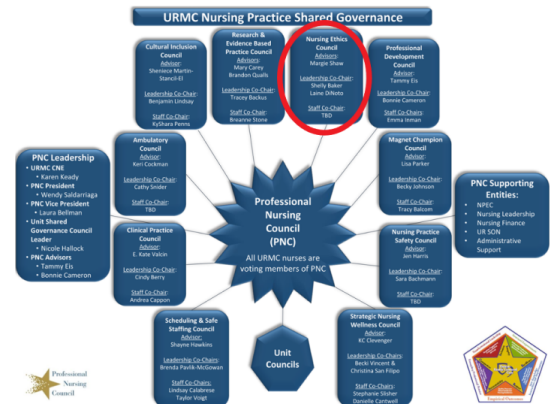 URMC Nursing Practice Shared Governance
Cultural Inclusion
Council
Advisor:
Sheniece Martin-
Stancil-El
Leadership Co-Chair:
Benjamin Lindsay
Staff Co-Chair:
KyShara Penns
Research &
Evidence Based
Practice Council
Advisors:
Mary Carey
Brandon Qualls
Leadership Co-Chair:
Tracey Backus
Staff Co-Chair:
Breanne Stone
Nursing Ethics
Council
Advisors:
Margie Shaw
Leadership Co-Chair:
Shelly Baker
Laine DiNoto
Staff Co-Chair:
TBD
Professional
Development
Council
Advisor:
Tammy Eis
Leadership Co-Chair:
Bonnie Cameron
Staff Co-Chairs:
Emma Inman
Ambulatory
Council
Advisor:
Keri Cockman
Leadership Co-Chair:
Cathy Snider
Staff Co-Chair:
TBD
Magnet Champion
Council
Advisor:
Lisa Parker
Leadership Co-Chair:
Becky Johnson
Staff Co-Chair:
Tracy Balcom
PNC Leadership
• URMC CNE
• Karen Keady
• PNC President
• Wendy Saldarriaga
• PNC Vice President
• Laura Bellman
• Unit Shared
Governance Council
Leader
• Nicole Hallock
• PNC Advisors
• Tammy Eis
• Bonnie Cameron
Professional
Nursing
Council
(PNC)
All URMC nurses are
voting members of PNC
PNC Supporting
Entities:
• NPEC
• Nursing Leadership
• Nursing Finance
• UR SON
• Administrative
Support
Clinical Practice
Council
Advisor:
E. Kate Valcin
Leadership Co-Chair:
Cindy Berry
Staff Co-Chair:
Andrea Cappon
Nursing Practice
Safety Council
Advisor:
Jen Harris
Leadership Co-Chair:
Sara Bachmann
Staff Co-Chair:
TBD
Scheduling & Safe
Staffing Council
Advisor:
Shayne Hawkins
Leadership Co-Chairs:
Brenda Pavlik-McGowan
Staff Co-Chairs:
Lindsay Calabrese
Taylor Voigt
Unit
Councils
Strategic Nursing
Wellness Council
Advisor:
KC Clevenger
Leadership Co-Chairs:
Becki Vincent &
Christina San Filipo
Staff Co-Chairs:
Stephanie Slisher
Danielle Cantwell
Professional
Nursing
Council
Empirical Outcomes